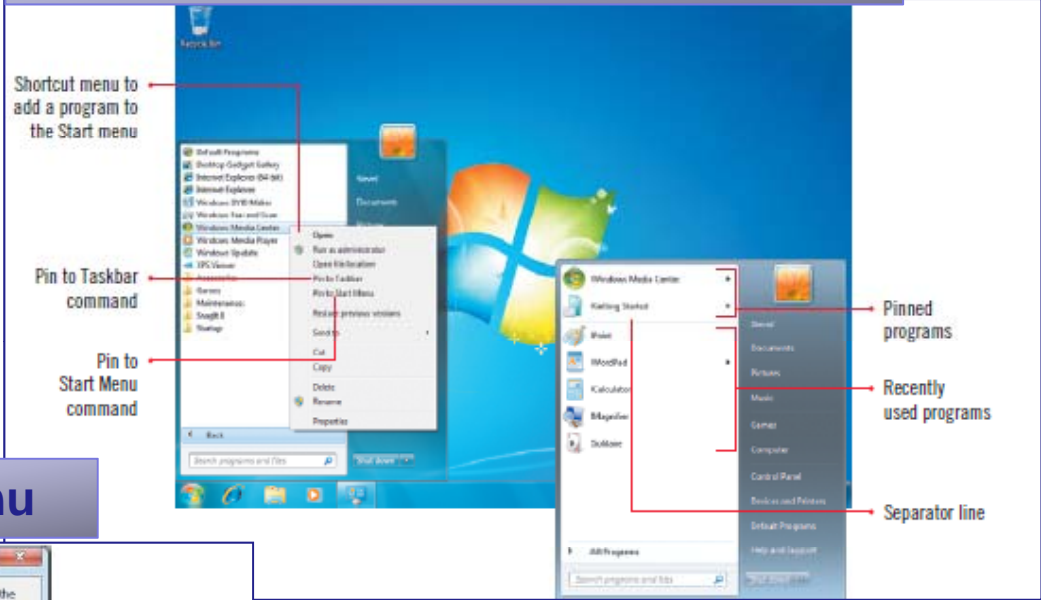 Recycle Bin
Shortcut menu to
add a program to
the Start menu
Pin to Taskbar
command
Pin to
Start Menu
command
Default Programs
Desktop Gadget Gallery
Internet Explorer (64-bit)
Internet Explorer
Windows DVD Maker
Windows Fax and Scan
Windows Media Center
Windows Media Player
Windows Update
XPS Viewer
Accessories
Games
Maintenance
SnagIt 8
Startup
Back
Search programs and files
Documents
Pictures
Shut down
Open
Run as administrator
Open file location
Pin to Taskbar
Pin to Start Menu
Restore previous versions
Send to
Cut
Copy
Delete
Rename
Properties
Windows Media Center
Getting Started
Paint
WordPad
Calculator
Magnifier
Solitaire
All Programs
Search programs and files
Documents
Pictures
Music
Games
Computer
Control Panel
Devices and Printers
Default Programs
Help and Support
Shut down
Pinned
programs
Recently
used programs
Separator line
nu
the